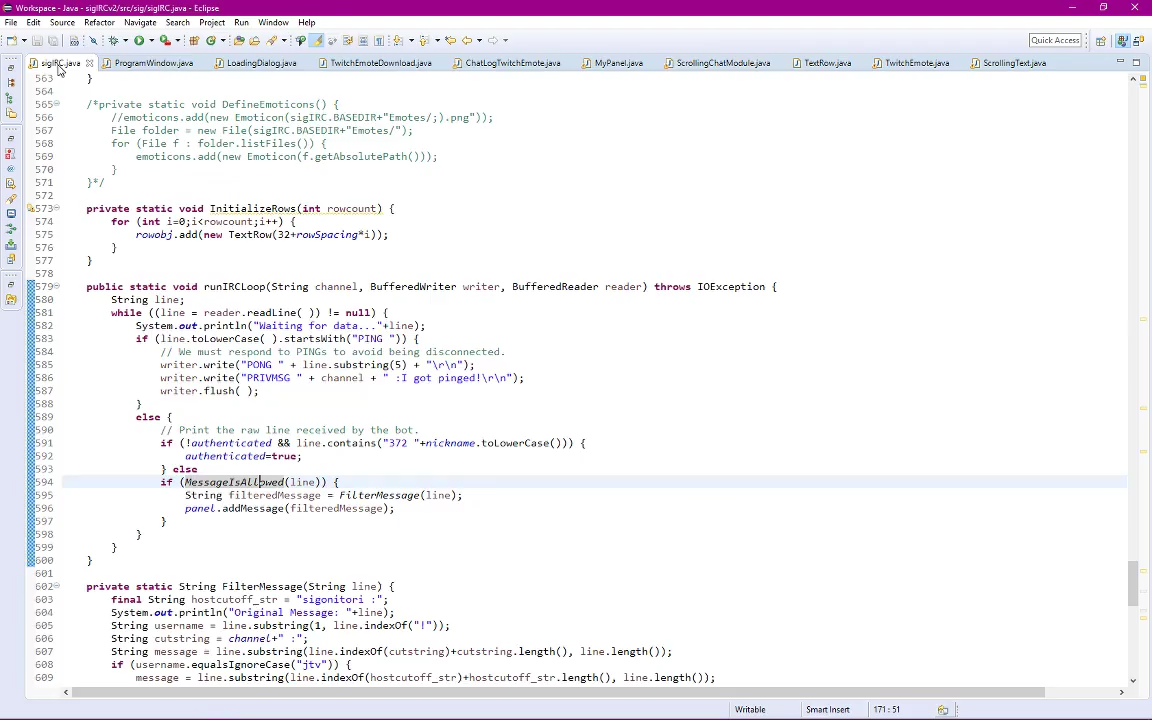 Workspace - Java - sigIRCv2/src/sig/sigIRC.java - Eclipse
File Edit Source Refactor Navigate Search Project Run Window Help
Quick Access
sigIRC.java ProgramWindow.java LoadingDialog.java TwitchEmoteDownload.java ChatLogTwitchEmote.java MyPanel.java ScrollingChatModule.java TextRow.java TwitchEmote.java ScrollingText.java
563 }
564
565 /*private static void DefineEmoticons() {
566 //emoticons.add(new Emoticon(sigIRC.BASEDIR+"Emotes/;).png"));
567 File folder = new File(sigIRC.BASEDIR+"Emotes/");
568 for (File f : folder.listFiles()) {
569 emoticons.add(new Emoticon(f.getAbsolutePath()));
570 }
571 }*/
572
573 private static void InitializeRows(int rowcount) {
574 for (int i=0;i<rowcount;i++) {
575 rowobj.add(new TextRow(32+rowSpacing*i));
576 }
577 }
578
579 public static void runIRCLoop(String channel, BufferedWriter writer, BufferedReader reader) throws IOException {
580 String line;
581 while ((line = reader.readLine( )) != null) {
582 System.out.println("Waiting for data..."+line);
583 if (line.toLowerCase( ).startsWith("PING ")) {
584 // We must respond to PINGs to avoid being disconnected.
585 writer.write("PONG " + line.substring(5) + "\r\n");
586 writer.write("PRIVMSG " + channel + " :I got pinged!\r\n");
587 writer.flush( );
588 }
589 else {
590 // Print the raw line received by the bot.
591 if (!authenticated && line.contains("372 "+nickname.toLowerCase())) {
592 authenticated=true;
593 } else
594 if (MessageIsAllowed(line)) {
595 String filteredMessage = FilterMessage(line);
596 panel.addMessage(filteredMessage);
597 }
598 }
599 }
600 }
601
602 private static String FilterMessage(String line) {
603 final String hostcutoff_str = "sigonitori :";
604 System.out.println("Original Message: "+line);
605 String username = line.substring(1, line.indexOf("!"));
606 String cutstring = channel+" :";
607 String message = line.substring(line.indexOf(cutstring)+cutstring.length(), line.length());
608 if (username.equalsIgnoreCase("jtv")) {
609 message = line.substring(line.indexOf(hostcutoff_str)+hostcutoff_str.length(), line.length());
Writable Smart Insert 171 : 51